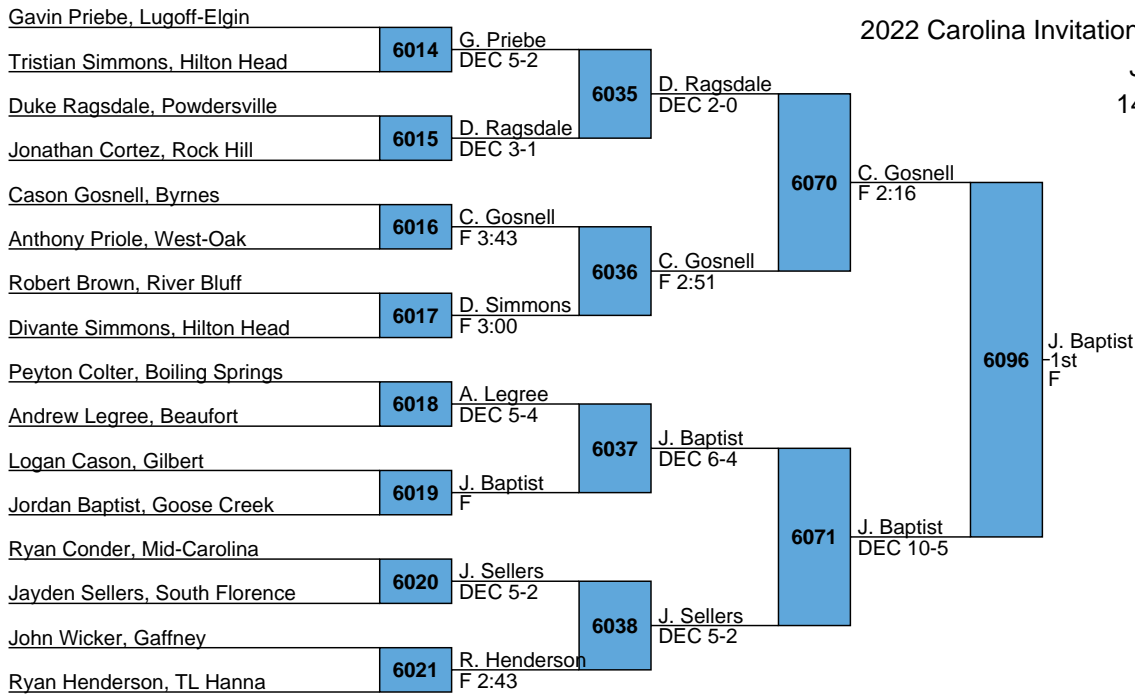 Gavin Priebe, Lugoff-Elgin
Tristian Simmons, Hilton Head
Duke Ragsdale, Powdersville
Jonathan Cortez, Rock Hill
Cason Gosnell, Byrnes
Anthony Priole, West-Oak
Robert Brown, River Bluff
Divante Simmons, Hilton Head
Peyton Colter, Boiling Springs
Andrew Legree, Beaufort
Logan Cason, Gilbert
Jordan Baptist, Goose Creek
Ryan Conder, Mid-Carolina
Jayden Sellers, South Florence
John Wicker, Gaffney
Ryan Henderson, TL Hanna
6014
6015
6016
6017
6018
6019
6020
6021
G. Priebe
DEC 5-2
D. Ragsdale
DEC 3-1
C. Gosnell
F 3:43
D. Simmons
F 3:00
A. Legree
DEC 5-4
J. Baptist
F
J. Sellers
DEC 5-2
R. Henderson
F 2:43
6035
6036
6037
6038
D. Ragsdale
DEC 2-0
C. Gosnell
F 2:51
J. Baptist
DEC 6-4
J. Sellers
DEC 5-2
6070
6071
C. Gosnell
F 2:16
J. Baptist
DEC 10-5
6096
J. Baptist
1st
F
2022 Carolina Invitation
14